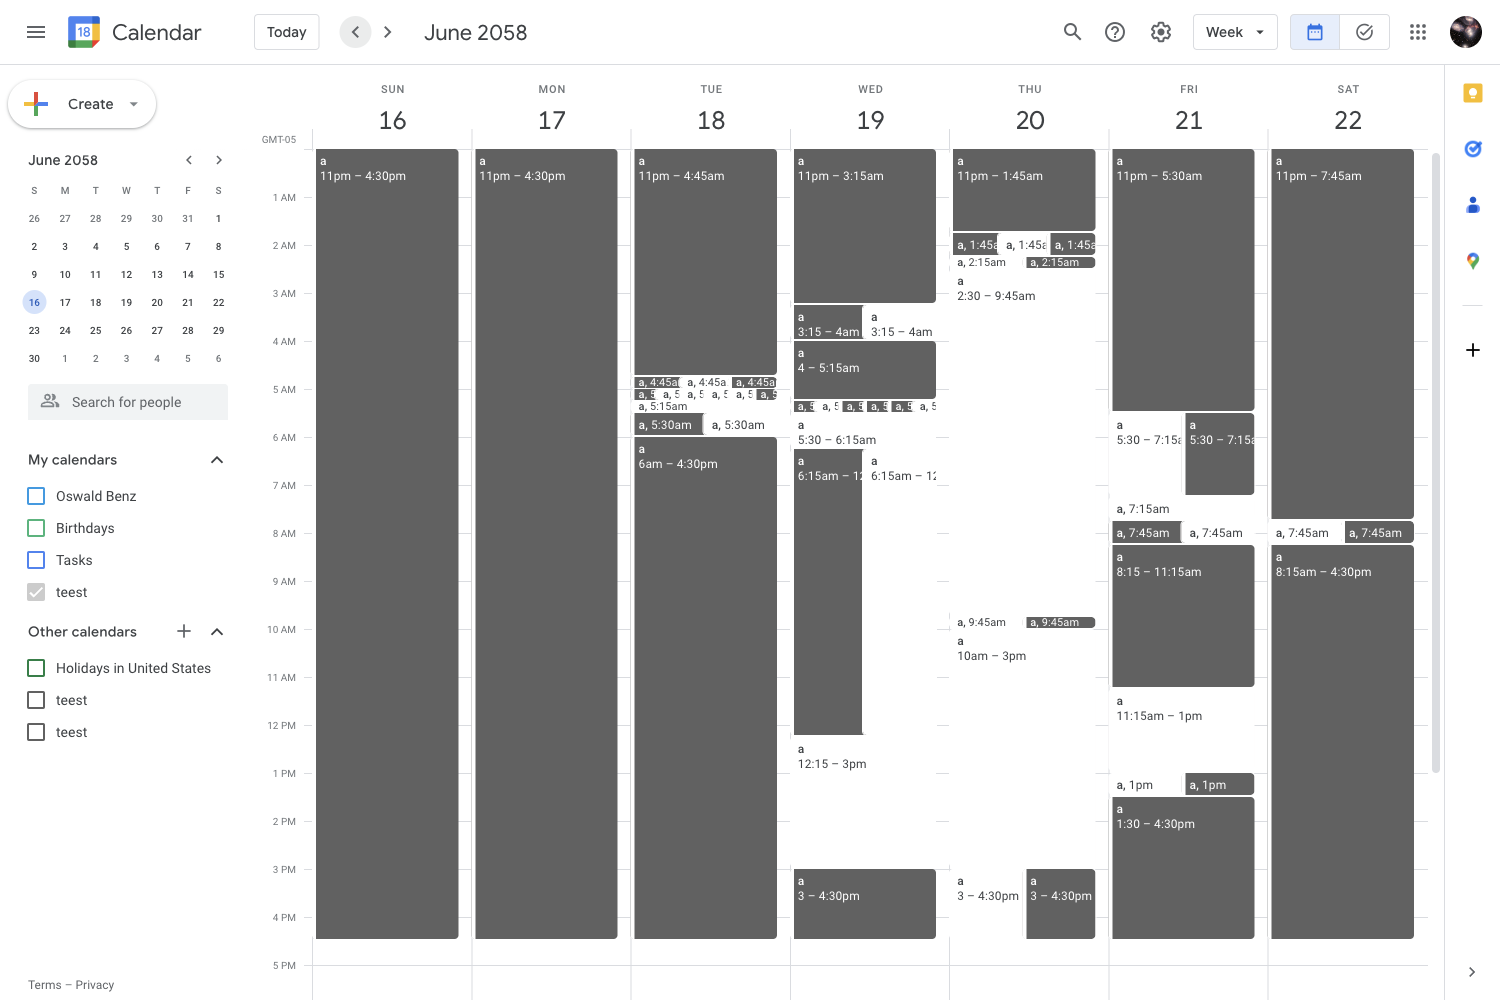 18 Calendar Today June 2058 Week
Create
June 2058
S M T W T F S
26 27 28 29 30 31 1
2 3 4 5 6 7 8
9 10 11 12 13 14 15
16 17 18 19 20 21 22
23 24 25 26 27 28 29
30 1 2 3 4 5 6
Search for people
My calendars
Oswald Benz
Birthdays
Tasks
teest
Other calendars
Holidays in United States
teest
teest
Terms – Privacy
SUN MON TUE WED THU FRI SAT
16 17 18 19 20 21 22
GMT-05
1 AM
2 AM
3 AM
4 AM
5 AM
6 AM
7 AM
8 AM
9 AM
10 AM
11 AM
12 PM
1 PM
2 PM
3 PM
4 PM
5 PM
a
11pm – 4:30pm
a
11pm – 4:30pm
a
11pm – 4:45am
a, 4:45a a, 4:45a a, 4:45a
a, 5 a, 5 a, 5 a, 5 a, 5 a, 5
a, 5:15am
a, 5:30am a, 5:30am
a
6am – 4:30pm
a
11pm – 3:15am
a
3:15 – 4am
a
3:15 – 4am
a
4 – 5:15am
a, 5 a, 5 a, 5 a, 5 a, 5 a, 5
a
5:30 – 6:15am
a
6:15am – 12
a
6:15am – 12
a
12:15 – 3pm
a
3 – 4:30pm
a
11pm – 1:45am
a, 1:45a a, 1:45a a, 1:45a
a, 2:15am a, 2:15am
a
2:30 – 9:45am
a, 9:45am a, 9:45am
a
10am – 3pm
a
3 – 4:30pm
a
3 – 4:30pm
a
11pm – 5:30am
a
5:30 – 7:15a
a
5:30 – 7:15a
a, 7:15am
a, 7:45am a, 7:45am
a
8:15 – 11:15am
a
11:15am – 1pm
a, 1pm a, 1pm
a
1:30 – 4:30pm
a
11pm – 7:45am
a, 7:45am a, 7:45am
a
8:15am – 4:30pm